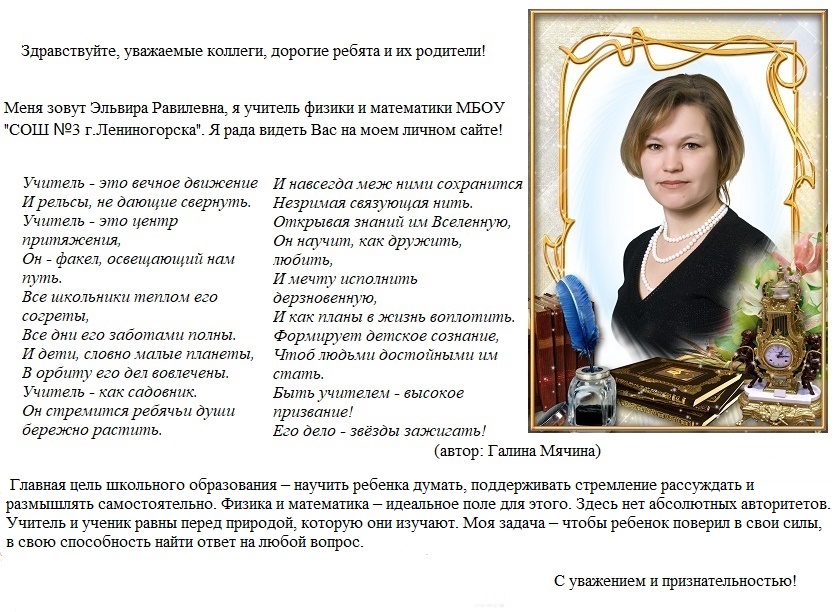 Здравствуйте, уважаемые коллеги, дорогие ребята и их родители!
Меня зовут Эльвира Равилевна, я учитель физики и математики МБОУ
"СОШ №3 г.Лениногорска". Я рада видеть Вас на моем личном сайте!
Учитель - это вечное движение
И рельсы, не дающие свернуть.
Учитель - это центр
притяжения,
Он - факел, освещающий нам
путь.
Все школьники теплом его
согреты,
Все дни его заботами полны.
И дети, словно малые планеты,
В орбиту его дел вовлечены.
Учитель - как садовник.
Он стремится ребячьи души
бережно растить.
И навсегда меж ними сохранится
Незримая связующая нить.
Открывая знаний им Вселенную,
Он научит, как дружить,
любить,
И мечту исполнить
дерзновенную,
И как планы в жизнь воплотить.
Формирует детское сознание,
Чтоб людьми достойными им
стать.
Быть учителем - высокое
призвание!
Его дело - звёзды зажигать!
(автор: Галина Мячина)
Главная цель школьного образования – научить ребенка думать, поддерживать стремление рассуждать и
размышлять самостоятельно. Физика и математика – идеальное поле для этого. Здесь нет абсолютных авторитетов.
Учитель и ученик равны перед природой, которую они изучают. Моя задача – чтобы ребенок поверил в свои силы,
в свою способность найти ответ на любой вопрос.
С уважением и признательностью!